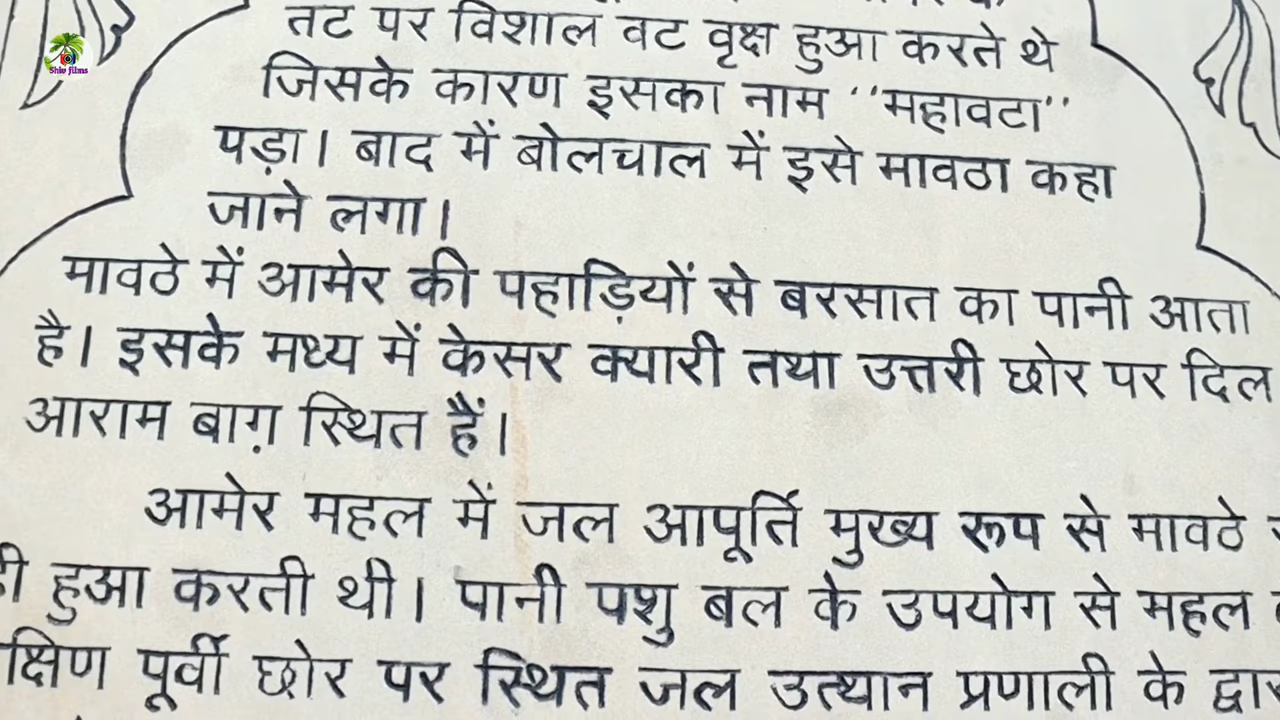 तट पर विशाल वट वृक्ष हुआ करते थे
जिसके कारण इसका नाम ''महावटा''
पड़ा। बाद में बोलचाल में इसे मावठा कहा
जाने लगा।
मावठे में आमेर की पहाड़ियों से बरसात का पानी आता
है। इसके मध्य में केसर क्यारी तथा उत्तरी छोर पर दिल
आराम बाग़ स्थित हैं।
आमेर महल में जल आपूर्ति मुख्य रूप से मावठे
हुआ करती थी। पानी पशु बल के उपयोग से महल
क्षिण पूर्वी छोर पर स्थित जल उत्थान प्रणाली के
Shiv films